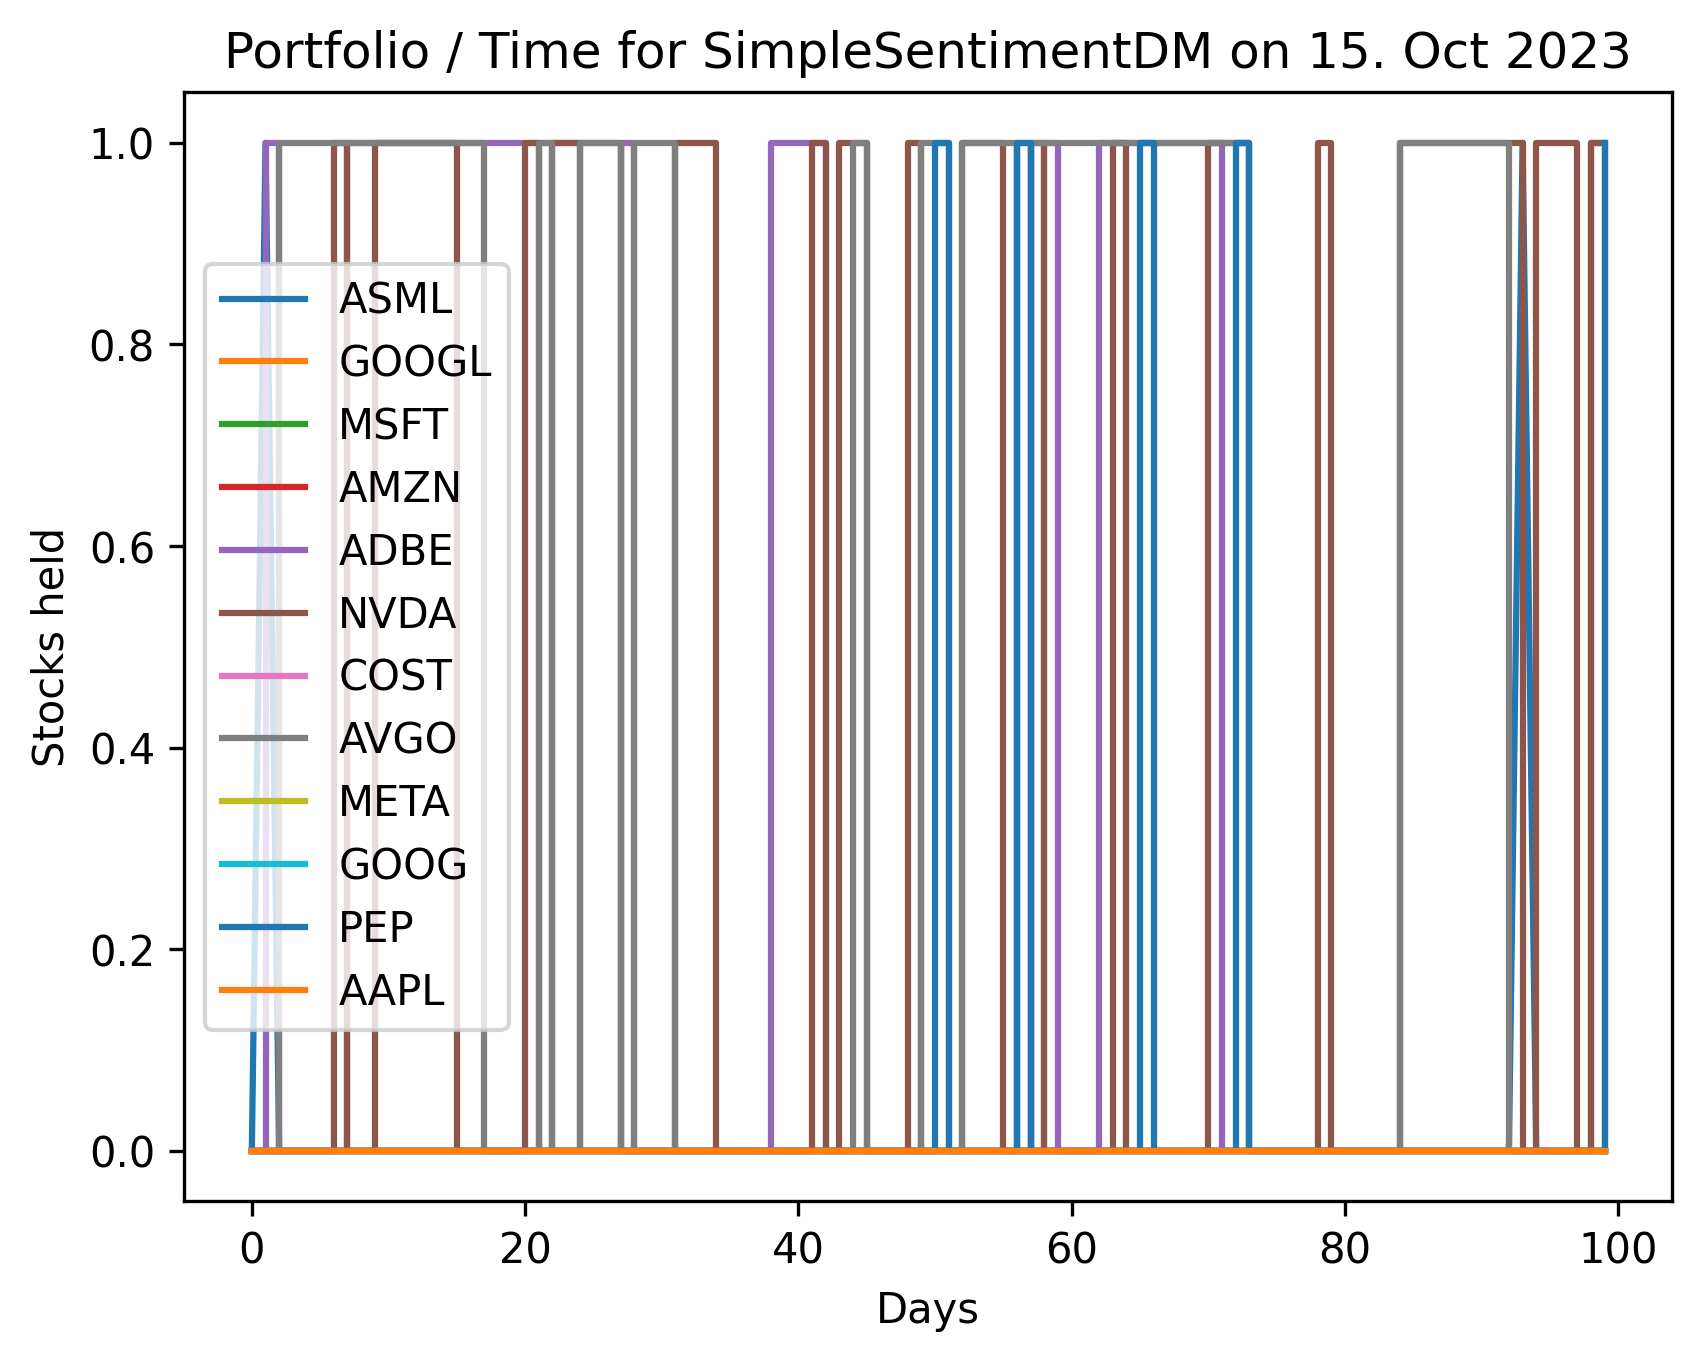 Portfolio / Time for SimpleSentimentDM on 15. Oct 2023
1.0
0.8
0.6
0.4
0.2
0.0
Stocks held
ASML
GOOGL
MSFT
AMZN
ADBE
NVDA
COST
AVGO
META
GOOG
PEP
AAPL
0 20 40 60 80 100
Days